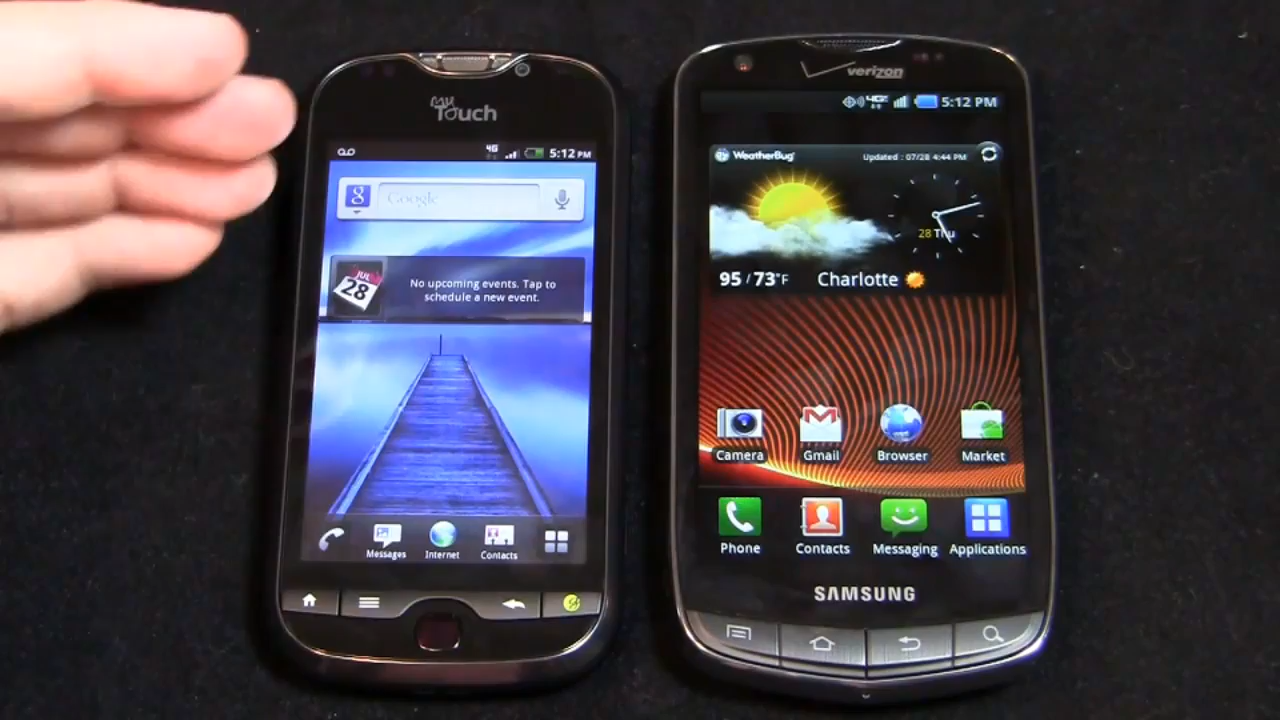 my Touch
4G 5:12 PM
Google
JUL
28
No upcoming events. Tap to
schedule a new event.
Messages Internet Contacts
verizon
4G 5:12 PM
WeatherBug Updated : 07/28 4:44 PM
28 Thu
95 / 73°F Charlotte
Camera Gmail Browser Market
Phone Contacts Messaging Applications
SAMSUNG